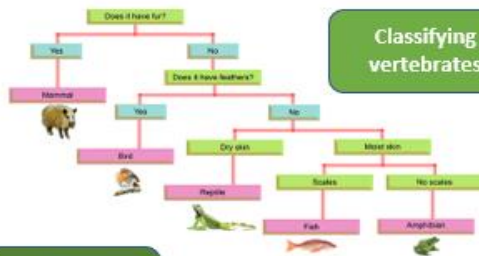 Does it have fur?
Classifying
vertebrates
Yes
No
Does it have feathers?
Mammal
Yes
No
Bird
Dry skin
Moist skin
Reptile
Scales
No scales
Fish
Amphibian